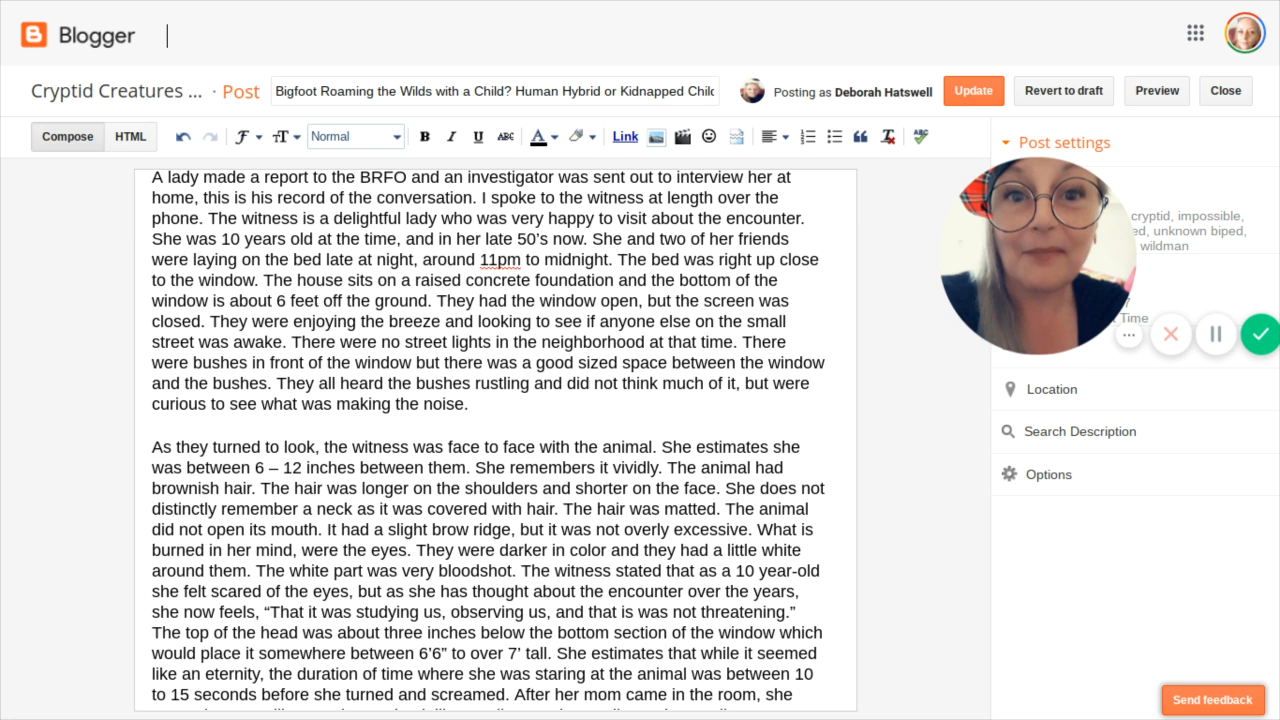 Blogger
Cryptid Creatures ... · Post
Bigfoot Roaming the Wilds with a Child? Human Hybrid or Kidnapped Child
Posting as Deborah Hatswell
Update
Revert to draft
Preview
Close
Compose
HTML
Normal
B I U ABC A Link
ABC
A lady made a report to the BRFO and an investigator was sent out to interview her at
home, this is his record of the conversation. I spoke to the witness at length over the
phone. The witness is a delightful lady who was very happy to visit about the encounter.
She was 10 years old at the time, and in her late 50’s now. She and two of her friends
were laying on the bed late at night, around 11pm to midnight. The bed was right up close
to the window. The house sits on a raised concrete foundation and the bottom of the
window is about 6 feet off the ground. They had the window open, but the screen was
closed. They were enjoying the breeze and looking to see if anyone else on the small
street was awake. There were no street lights in the neighborhood at that time. There
were bushes in front of the window but there was a good sized space between the window
and the bushes. They all heard the bushes rustling and did not think much of it, but were
curious to see what was making the noise.
As they turned to look, the witness was face to face with the animal. She estimates she
was between 6 – 12 inches between them. She remembers it vividly. The animal had
brownish hair. The hair was longer on the shoulders and shorter on the face. She does not
distinctly remember a neck as it was covered with hair. The hair was matted. The animal
did not open its mouth. It had a slight brow ridge, but it was not overly excessive. What is
burned in her mind, were the eyes. They were darker in color and they had a little white
around them. The white part was very bloodshot. The witness stated that as a 10 year-old
she felt scared of the eyes, but as she has thought about the encounter over the years,
she now feels, “That it was studying us, observing us, and that is was not threatening.”
The top of the head was about three inches below the bottom section of the window which
would place it somewhere between 6’6” to over 7’ tall. She estimates that while it seemed
like an eternity, the duration of time where she was staring at the animal was between 10
to 15 seconds before she turned and screamed. After her mom came in the room, she
Post settings
cryptid, impossible,
ed, unknown biped,
wildman
7
Time
Location
Search Description
Options
Send feedback